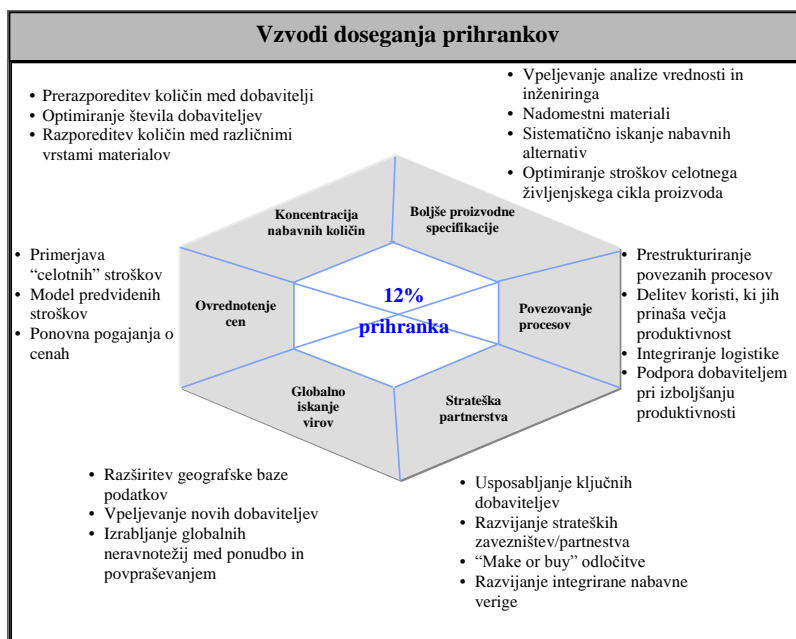 Vzvodi doseganja prihrankov
• Prerazporeditev količin med dobavitelji
• Optimiranje števila dobaviteljev
• Razporeditev količin med različnimi
vrstami materialov
• Vpeljevanje analize vrednosti in
inženiringa
• Nadomestni materiali
• Sistematično iskanje nabavnih
alternativ
• Optimiranje stroškov celotnega
življenjskega cikla proizvoda
Koncentracija
nabavnih količin
Boljše proizvodne
specifikacije
• Primerjava
“celotnih” stroškov
• Model predvidenih
stroškov
• Ponovna pogajanja o
cenah
Ovrednotenje
cen
12%
prihranka
Povezovanje
procesov
• Prestrukturiranje
povezanih procesov
• Delitev koristi, ki jih
prinaša večja
produktivnost
• Integriranje logistike
• Podpora dobaviteljem
pri izboljšanju
produktivnosti
Globalno
iskanje
virov
Strateška
partnerstva
• Razširitev geografske baze
podatkov
• Vpeljevanje novih dobaviteljev
• Izrabljanje globalnih
neravnotežij med ponudbo in
povpraševanjem
• Usposabljanje ključnih
dobaviteljev
• Razvijanje strateških
zavezništev/partnestva
• “Make or buy” odločitve
• Razvijanje integrirane nabavne
verige